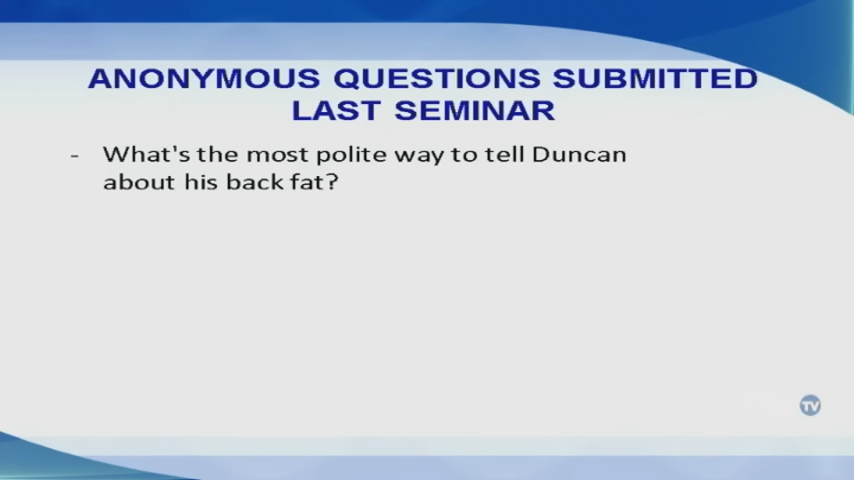 ANONYMOUS QUESTIONS SUBMITTED
LAST SEMINAR
- What's the most polite way to tell Duncan
about his back fat?
TV